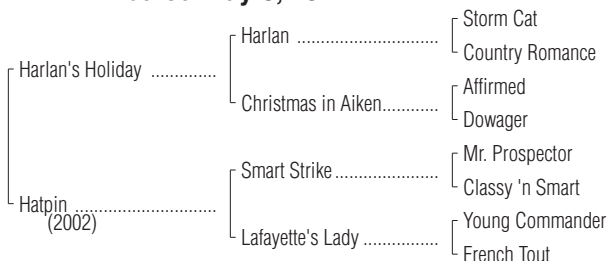 Storm Cat
Harlan ................................
Country Romance
Harlan's Holiday ...............
Affirmed
Christmas in Aiken.............
Dowager
Mr. Prospector
Smart Strike ........................
Classy 'n Smart
Hatpin ................................
(2002)
Young Commander
Lafayette's Lady .................
French Tout